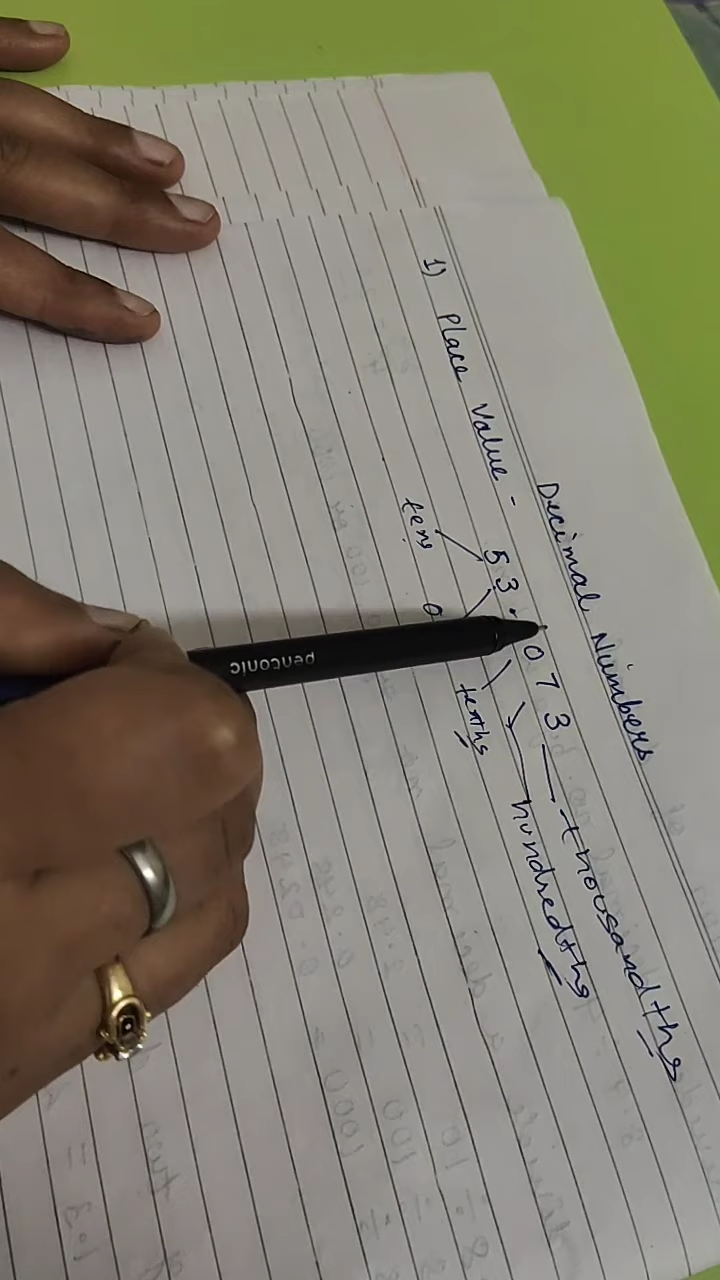 Decimal Numbers
1) Place Value - 53.073
tens
tenths
hundredths
thousandths
pentonic